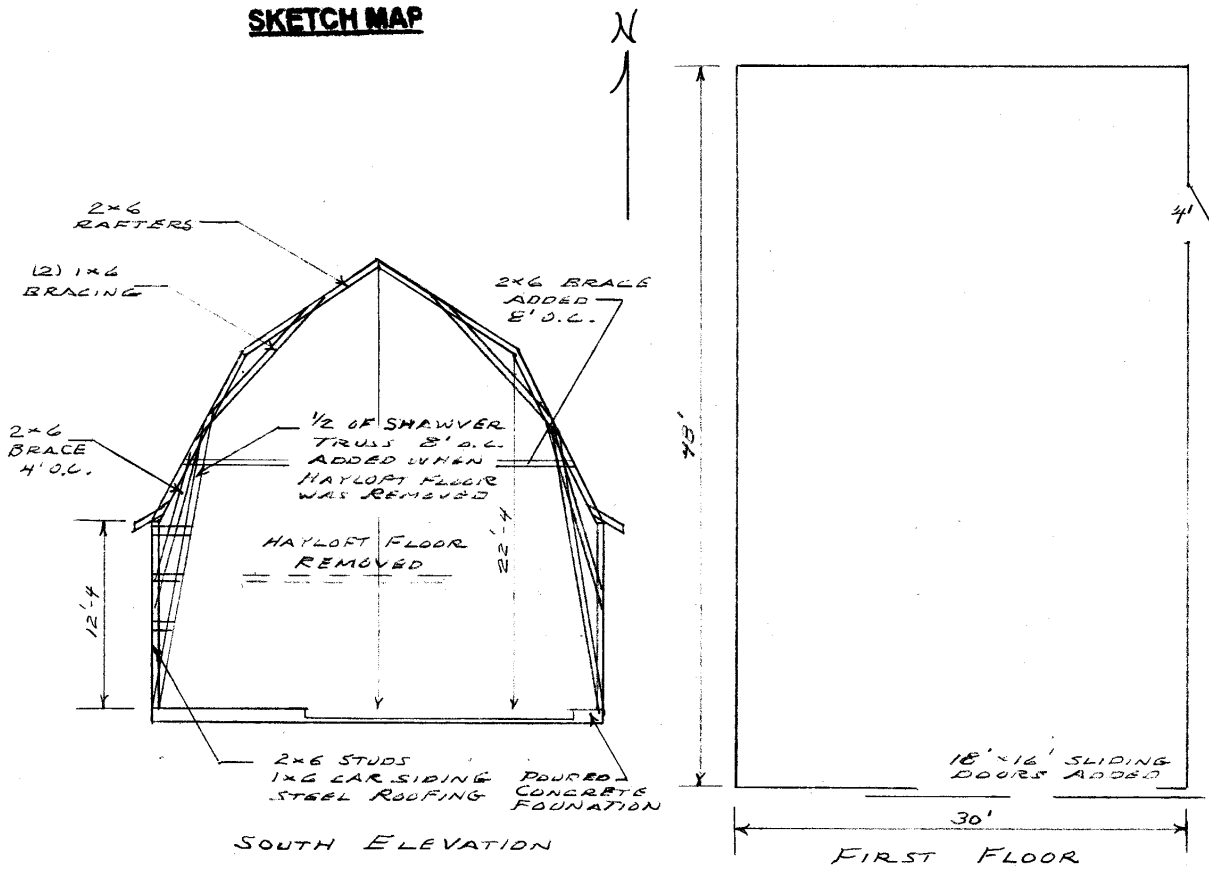 SKETCH MAP
N
2×6
RAFTERS
(2) 1×6
BRACING
2×6 BRACE
ADDED
8' O.C.
2×6
BRACE
4' O.C.
1/2 OF SHAWVER
TRUSS 8' O.C.
ADDED WHEN
HAYLOFT FLOOR
WAS REMOVED
HAYLOFT FLOOR
REMOVED
12'-4
22'-4
2×6 STUDS
1×6 CAR SIDING
STEEL ROOFING
POURED
CONCRETE
FOUNATION
SOUTH ELEVATION
4'
48'
18'×16' SLIDING
DOORS ADDED
30'
FIRST FLOOR